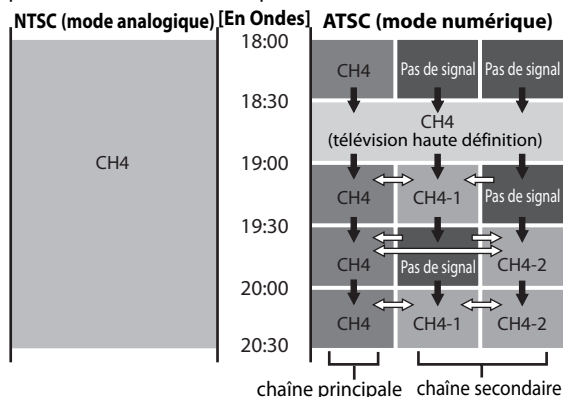 NTSC (mode analogique) [En Ondes] ATSC (mode numérique)
18:00
CH4 Pas de signal Pas de signal
18:30
CH4
(télévision haute définition)
CH4
19:00
CH4 CH4-1 Pas de signal
19:30
CH4 Pas de signal CH4-2
20:00
CH4 CH4-1 CH4-2
20:30
chaîne principale chaîne secondaire